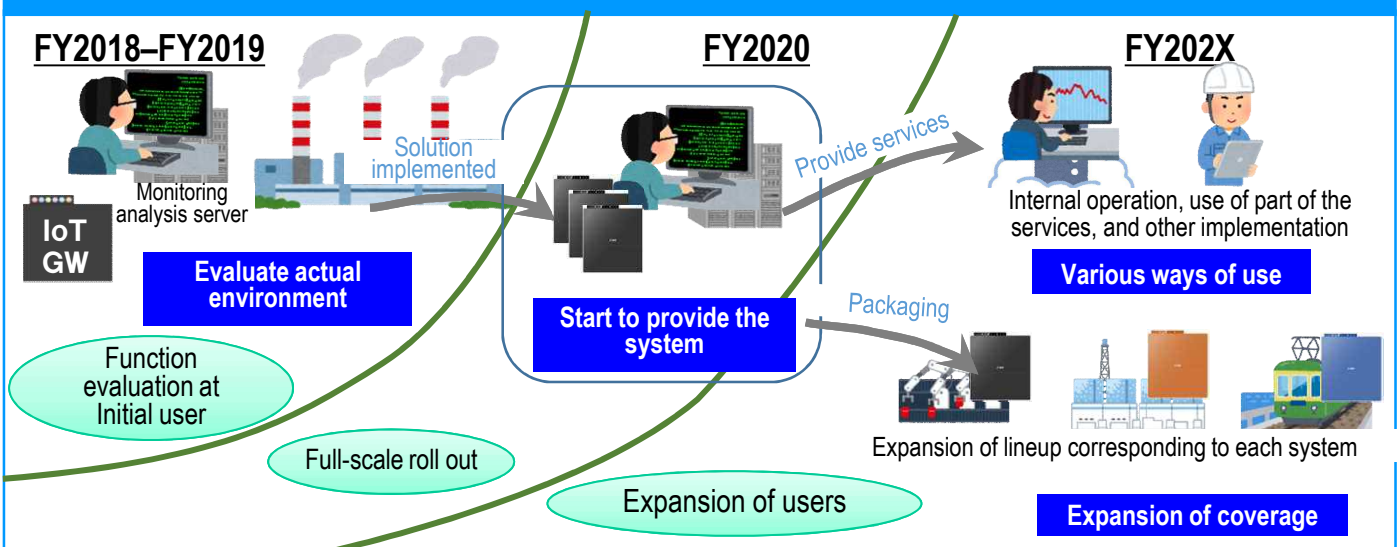 FY2018–FY2019
FY2020
FY202X
Solution
implemented
Provide services
Monitoring
analysis server
IoT
GW
Internal operation, use of part of the
services, and other implementation
Evaluate actual
environment
Various ways of use
Start to provide the
system
Packaging
Function
evaluation at
Initial user
Full-scale roll out
Expansion of lineup corresponding to each system
Expansion of users
Expansion of coverage